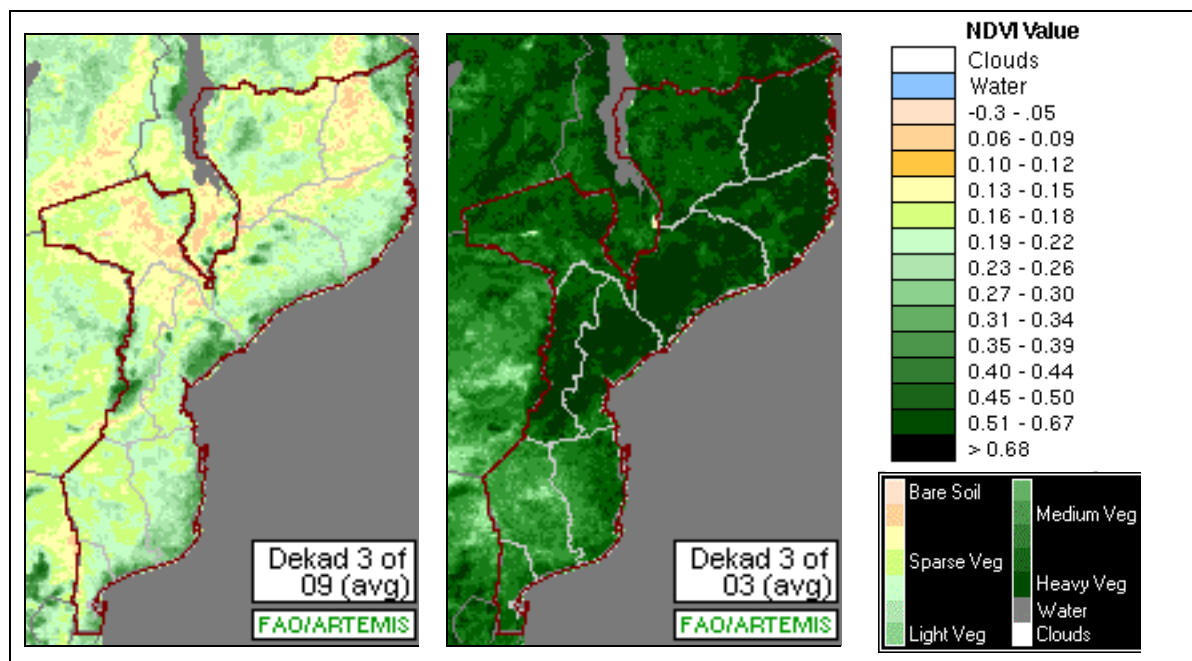 Dekad 3 of
09 (avg)
FAO/ARTEMIS
Dekad 3 of
03 (avg)
FAO/ARTEMIS
NDVI Value
Clouds
Water
-0.3 - .05
0.06 - 0.09
0.10 - 0.12
0.13 - 0.15
0.16 - 0.18
0.19 - 0.22
0.23 - 0.26
0.27 - 0.30
0.31 - 0.34
0.35 - 0.39
0.40 - 0.44
0.45 - 0.50
0.51 - 0.67
> 0.68
Bare Soil
Sparse Veg
Light Veg
Medium Veg
Heavy Veg
Water
Clouds